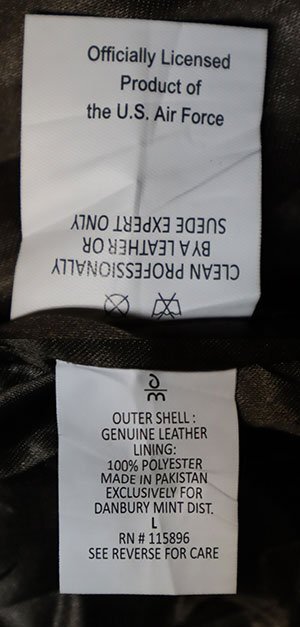 Officially Licensed
Product of
the U.S. Air Force
CLEAN PROFESSIONALLY
BY A LEATHER OR
SUEDE EXPERT ONLY
OUTER SHELL :
GENUINE LEATHER
LINING:
100% POLYESTER
MADE IN PAKISTAN
EXCLUSIVELY FOR
DANBURY MINT DIST.
L
RN # 115896
SEE REVERSE FOR CARE